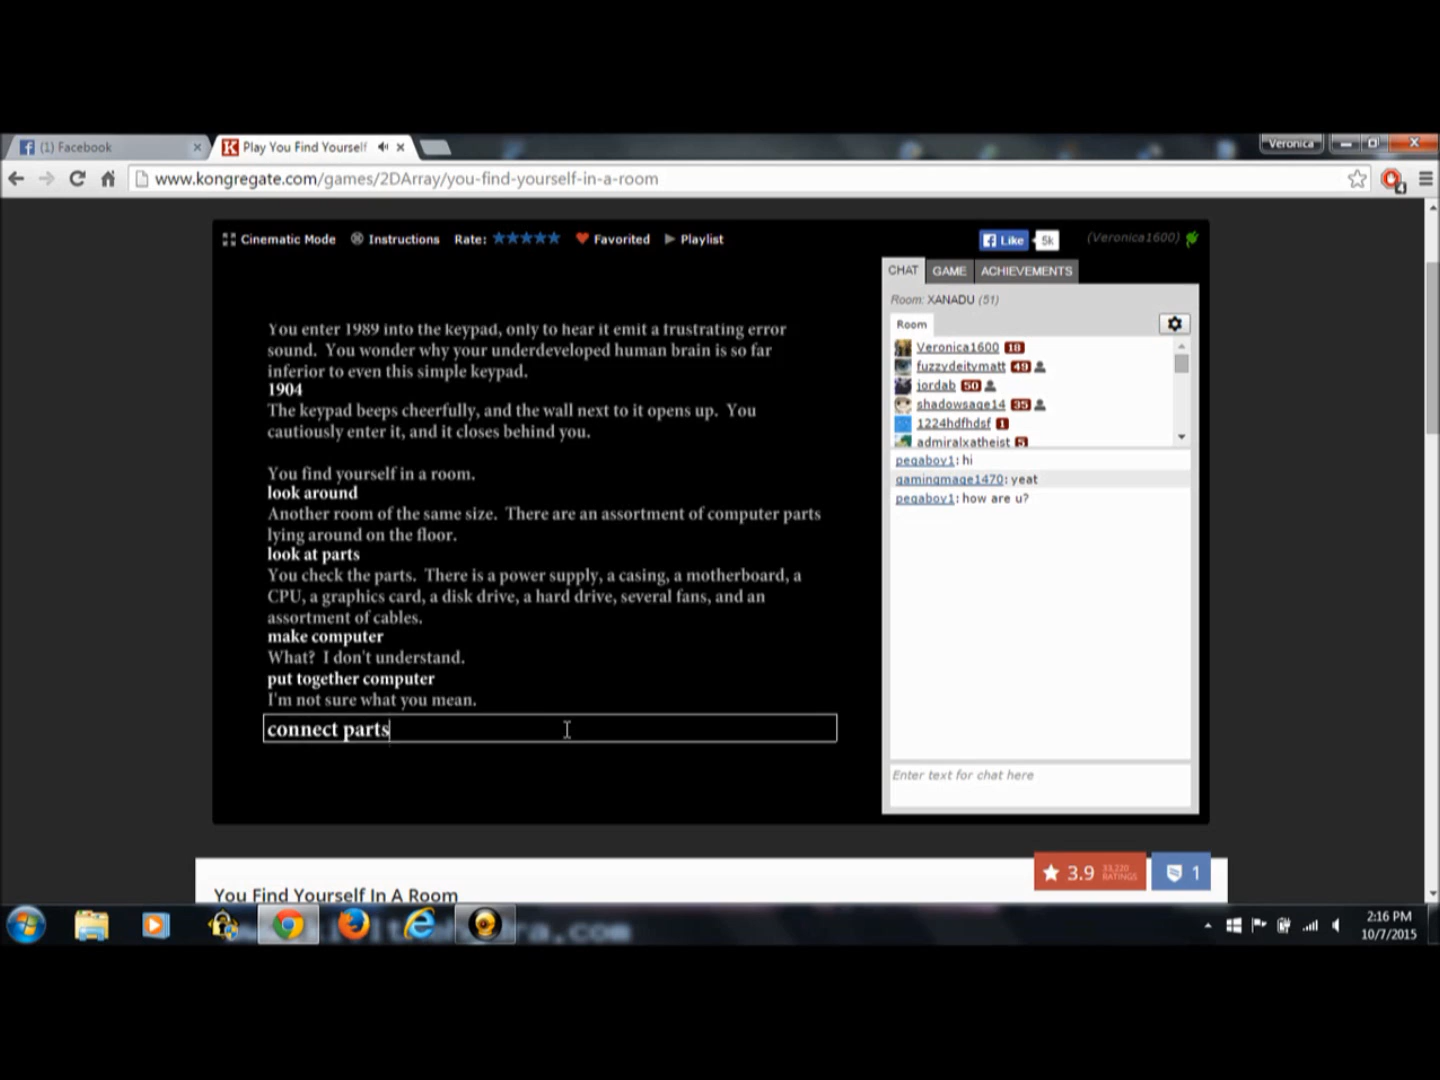 (1) Facebook
Play You Find Yourself
Veronica
www.kongregate.com/games/2DArray/you-find-yourself-in-a-room
4
Cinematic Mode
Instructions
Rate:
Favorited
Playlist
Like
5k
(Veronica1600)
CHAT
GAME
ACHIEVEMENTS
Room: XANADU (51)
Room
Veronica1600 18
fuzzydeitymatt 49
jordab 50
shadowsage14 35
1224hdfhdsf 1
admiralxatheist 5
pegaboy1: hi
gamingmage1470: yeat
pegaboy1: how are u?
Enter text for chat here
You enter 1989 into the keypad, only to hear it emit a frustrating error
sound. You wonder why your underdeveloped human brain is so far
inferior to even this simple keypad.
1904
The keypad beeps cheerfully, and the wall next to it opens up. You
cautiously enter it, and it closes behind you.
You find yourself in a room.
look around
Another room of the same size. There are an assortment of computer parts
lying around on the floor.
look at parts
You check the parts. There is a power supply, a casing, a motherboard, a
CPU, a graphics card, a disk drive, a hard drive, several fans, and an
assortment of cables.
make computer
What? I don't understand.
put together computer
I'm not sure what you mean.
connect parts
3.9
RATINGS
1
You Find Yourself In A Room
2:16 PM
10/7/2015